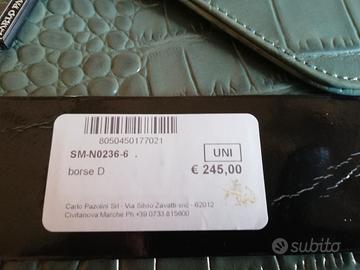 8050450177021
SM-N0236-6 .
UNI
borse D
€ 245,00
Carlo Pazolini Srl - Via Silvio Zavatti snc - 62012
Civitanova Marche Ph +39 0733 815600
subito